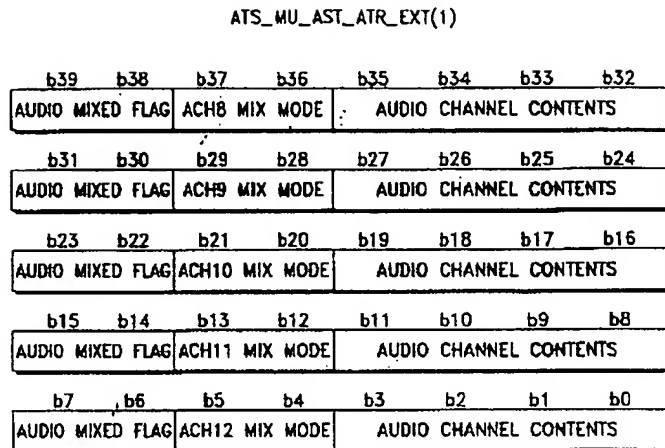 ATS_MU_AST_ATR_EXT(1)
b39 b38 b37 b36 b35 b34 b33 b32
AUDIO MIXED FLAG ACH8 MIX MODE AUDIO CHANNEL CONTENTS
b31 b30 b29 b28 b27 b26 b25 b24
AUDIO MIXED FLAG ACH9 MIX MODE AUDIO CHANNEL CONTENTS
b23 b22 b21 b20 b19 b18 b17 b16
AUDIO MIXED FLAG ACH10 MIX MODE AUDIO CHANNEL CONTENTS
b15 b14 b13 b12 b11 b10 b9 b8
AUDIO MIXED FLAG ACH11 MIX MODE AUDIO CHANNEL CONTENTS
b7 b6 b5 b4 b3 b2 b1 b0
AUDIO MIXED FLAG ACH12 MIX MODE AUDIO CHANNEL CONTENTS